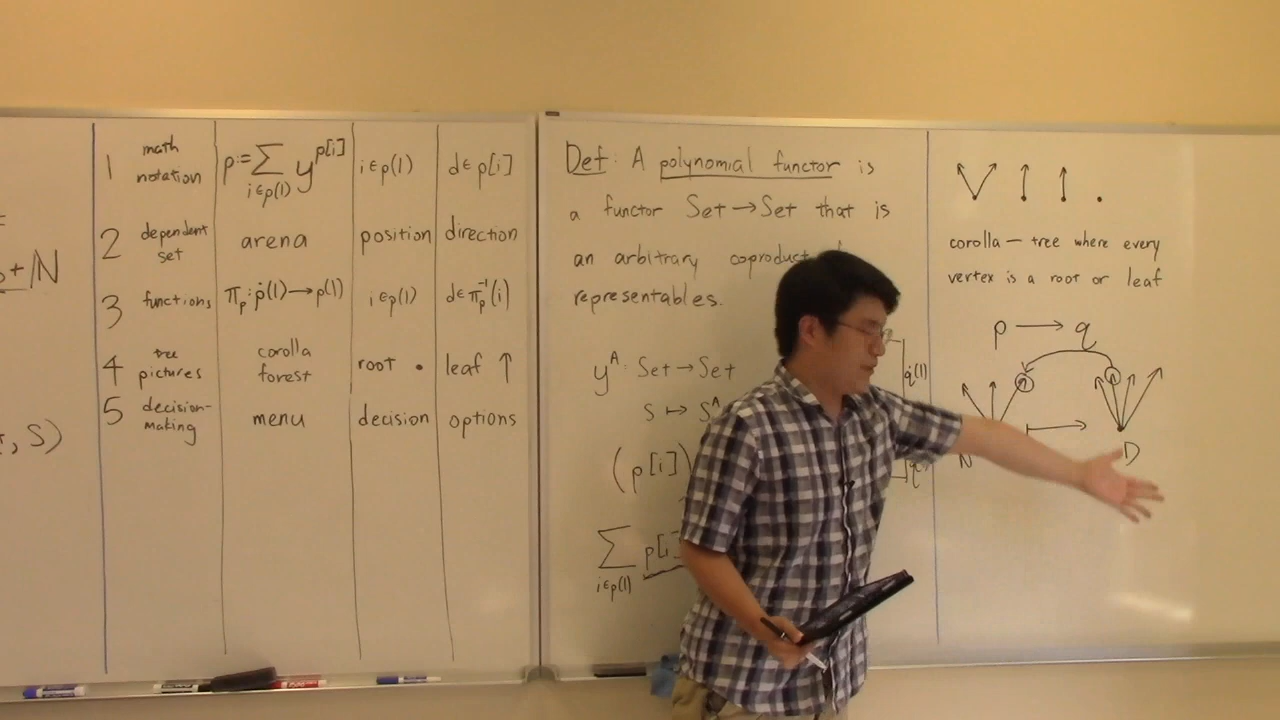 + N
, S)
1 math notation p := Σ i∈p(1) y^p[i] i∈p(1) d∈p[i]
2 dependent set arena position direction
3 functions π_p : ṗ(1) → p(1) i∈p(1) d∈π_p^-1(i)
4 tree pictures corolla forest root • leaf ↑
5 decision-making menu decision options
Def: A polynomial functor is
a functor Set → Set that is
an arbitrary coproduct
representables.
y^A : Set → Set
S ↦ S^A
(p[i])
Σ i∈p(1) p[i]
q̇(1)
corolla — tree where every
vertex is a root or leaf
p → q
N
D